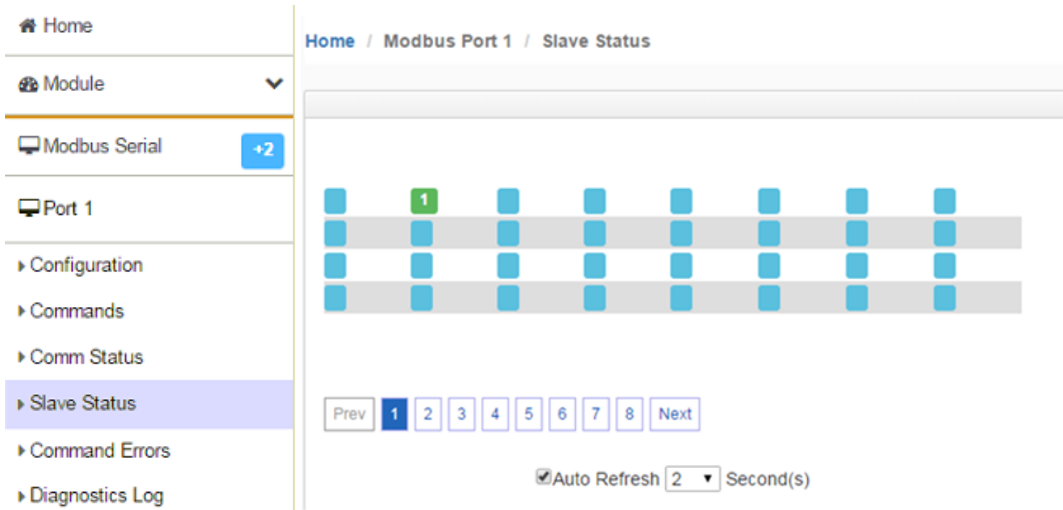 Home
Module
Modbus Serial +2
Port 1
Configuration
Commands
Comm Status
Slave Status
Command Errors
Diagnostics Log
Home / Modbus Port 1 / Slave Status
1
Prev 1 2 3 4 5 6 7 8 Next
Auto Refresh 2 Second(s)